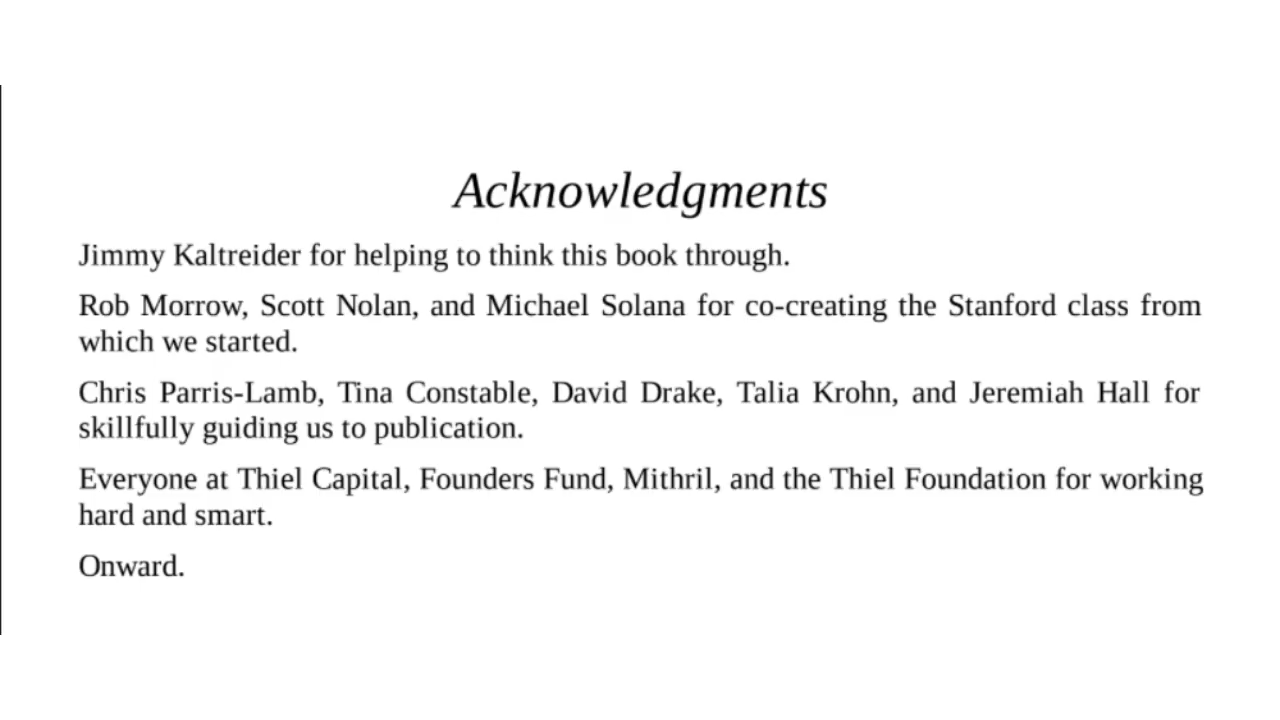 Acknowledgments
Jimmy Kaltreider for helping to think this book through.
Rob Morrow, Scott Nolan, and Michael Solana for co-creating the Stanford class from
which we started.
Chris Parris-Lamb, Tina Constable, David Drake, Talia Krohn, and Jeremiah Hall for
skillfully guiding us to publication.
Everyone at Thiel Capital, Founders Fund, Mithril, and the Thiel Foundation for working
hard and smart.
Onward.